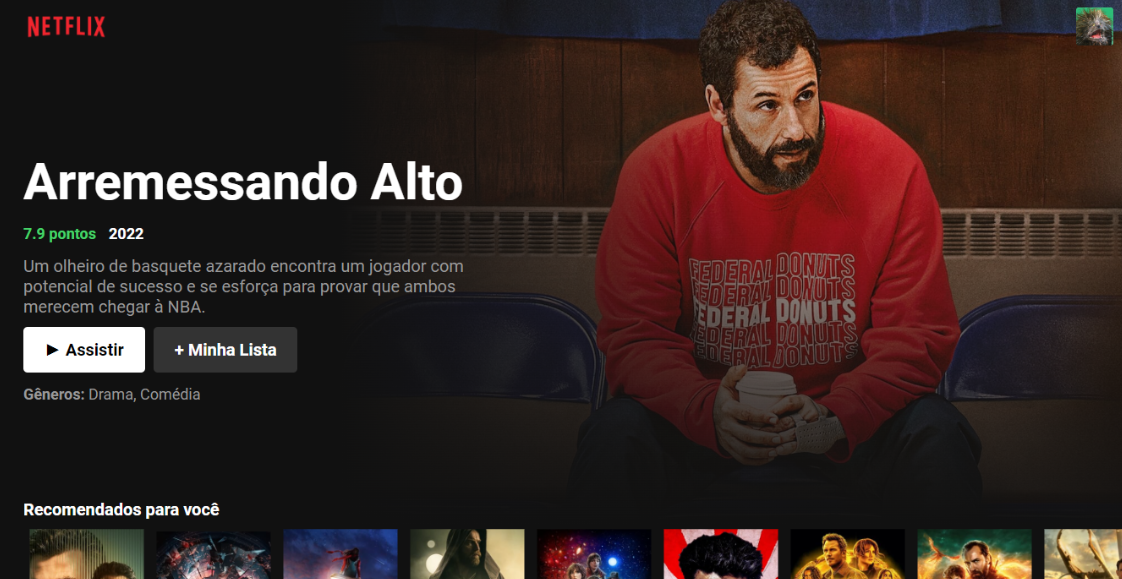 NETFLIX
Arremessando Alto
7.9 pontos 2022
Um olheiro de basquete azarado encontra um jogador com
potencial de sucesso e se esforça para provar que ambos
merecem chegar à NBA.
Assistir + Minha Lista
Gêneros: Drama, Comédia
FEDERAL DONUTS
FEDERAL DONUTS
FEDERAL DONUTS
FEDERAL DONUTS
FEDERAL DONUTS
Recomendados para você